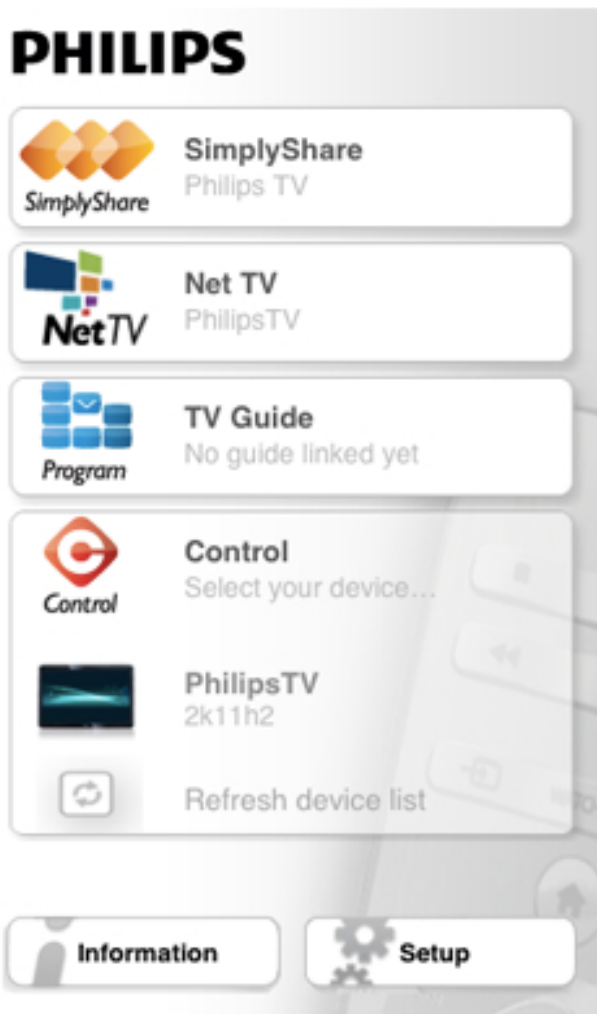 PHILIPS
SimplyShare
Philips TV
SimplyShare
Net TV
PhilipsTV
NetTV
TV Guide
No guide linked yet
Program
Control
Select your device...
Control
PhilipsTV
2k11h2
Refresh device list
Information
Setup